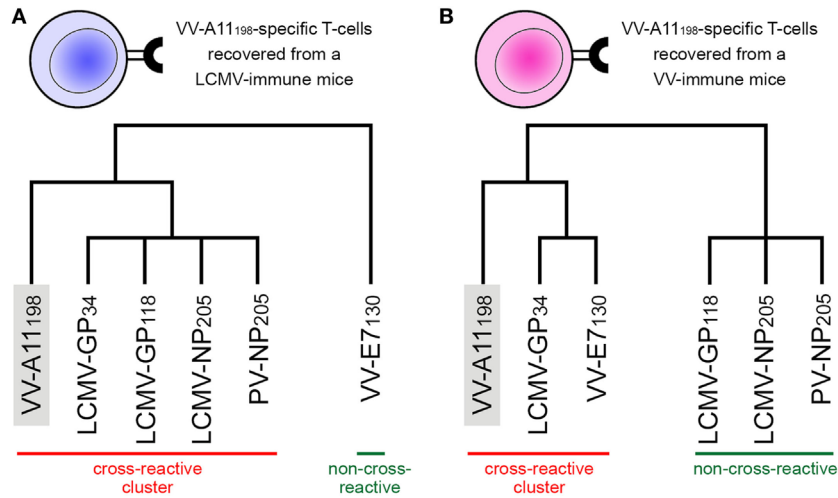 A
VV-A11198-specific T-cells
recovered from a
LCMV-immune mice
VV-A11198
LCMV-GP34
LCMV-GP118
LCMV-NP205
PV-NP205
VV-E7130
cross-reactive
cluster
non-cross-
reactive
B
VV-A11198-specific T-cells
recovered from a
VV-immune mice
VV-A11198
LCMV-GP34
VV-E7130
LCMV-GP118
LCMV-NP205
PV-NP205
cross-reactive
cluster
non-cross-reactive